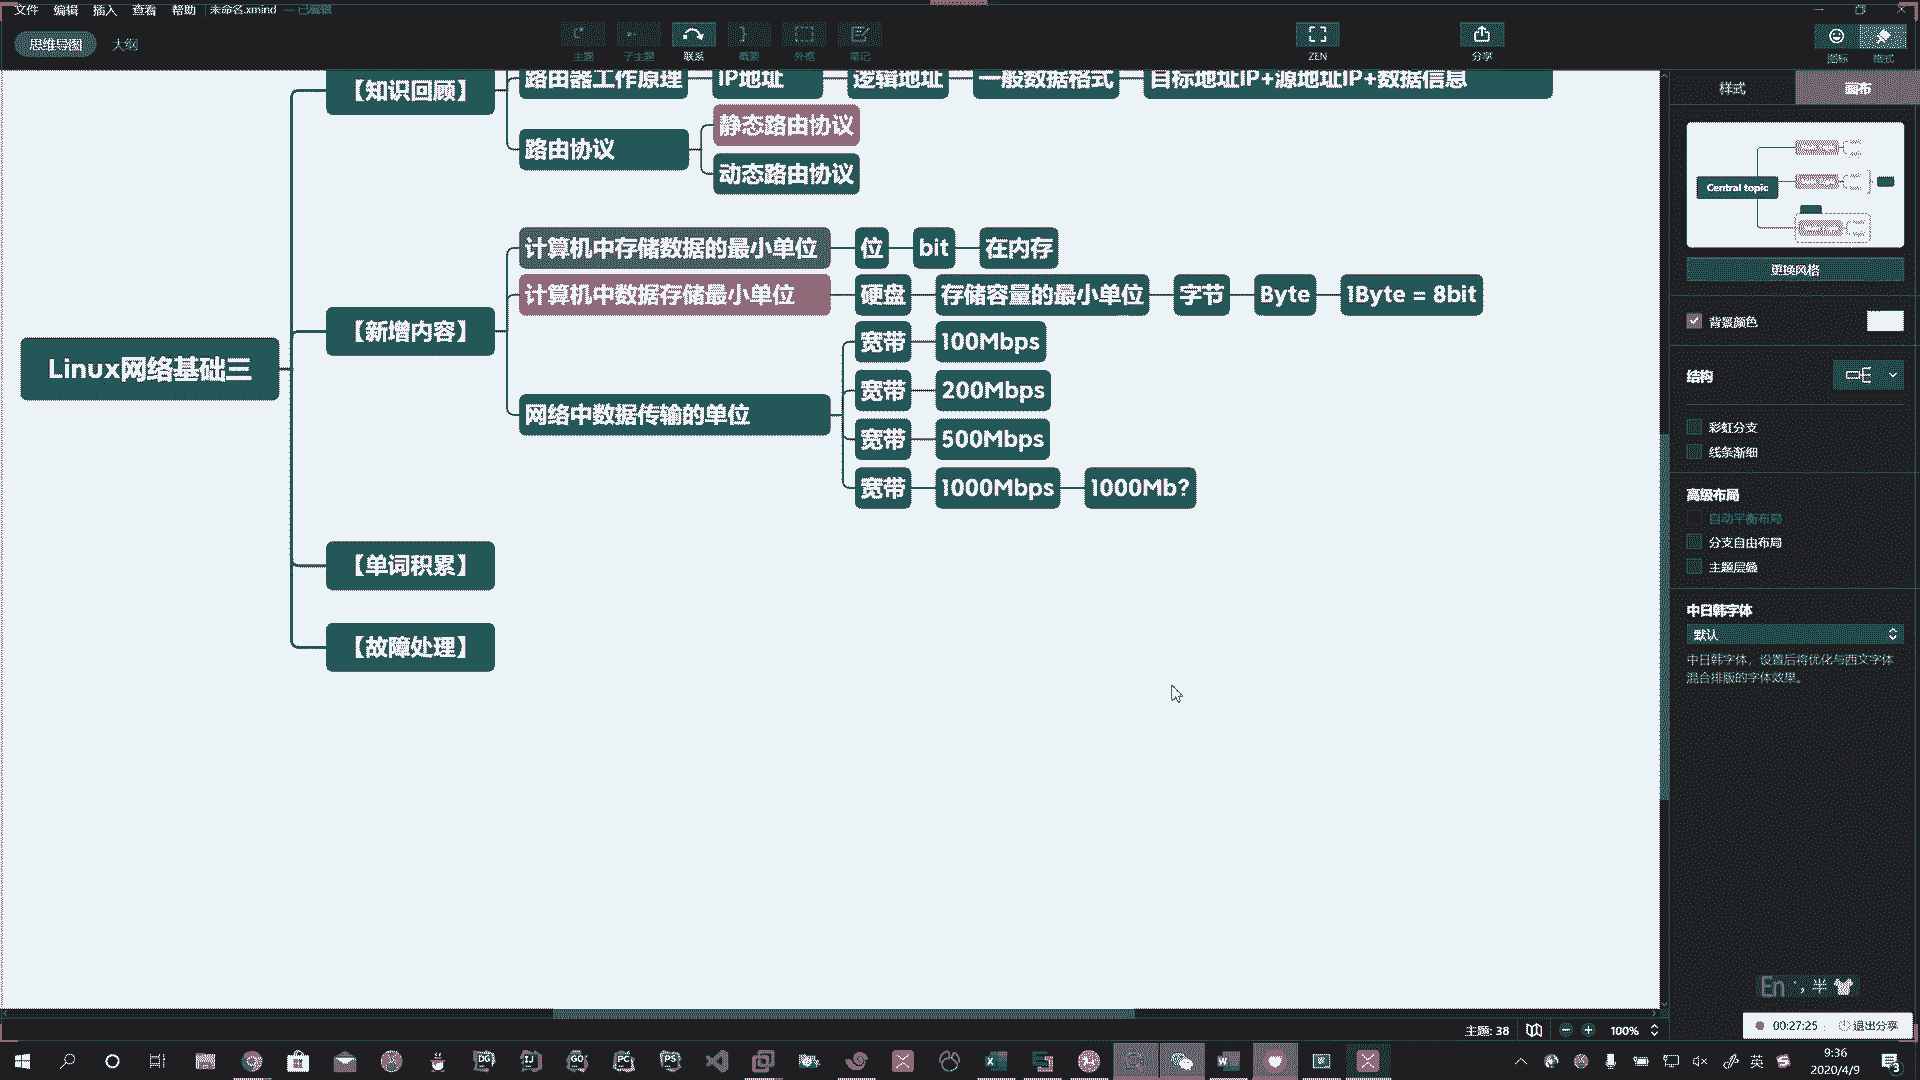 文件 编辑 插入 查看 帮助 未命名.xmind — 已编辑
思维导图 大纲
主题 子主题 联系 概要 外框 笔记 ZEN 分享 图标 格式
样式 画布
【知识回顾】
路由器工作原理 IP地址 逻辑地址 一般数据格式 目标地址IP+源地址IP+数据信息
路由协议
静态路由协议
动态路由协议
Linux网络基础三
【新增内容】
计算机中存储数据的最小单位 位 bit 在内存
计算机中数据存储最小单位 硬盘 存储容量的最小单位 字节 Byte 1Byte = 8bit
网络中数据传输的单位
宽带 100Mbps
宽带 200Mbps
宽带 500Mbps
宽带 1000Mbps 1000Mb?
【单词积累】
【故障处理】
Central topic
更换风格
背景颜色
结构
彩虹分支
线条渐细
高级布局
自动平衡布局
分支自由布局
主题层叠
中日韩字体
默认
中日韩字体，设置后将优化与西文字体
混合排版的字体效果。
En 半
主题: 38 100%
00:27:25 退出分享
DG IJ GO PC PS
英
9:36
2020/4/9
3